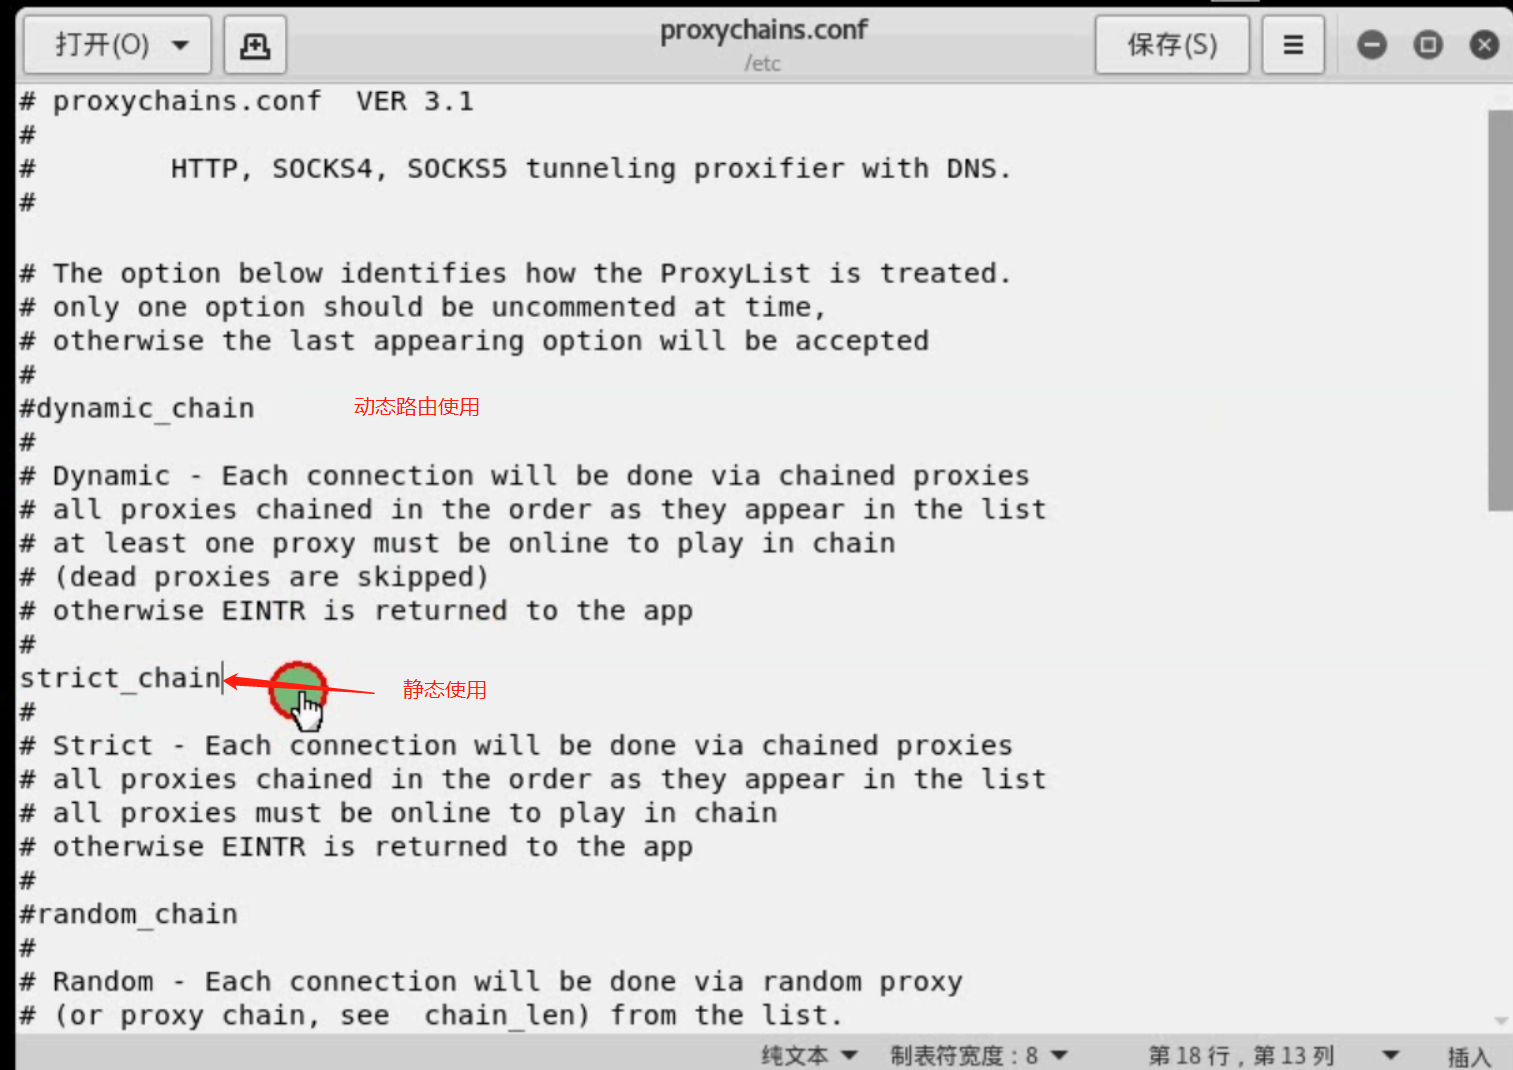 打开(O)
proxychains.conf
/etc
保存(S)
# proxychains.conf  VER 3.1
#
#        HTTP, SOCKS4, SOCKS5 tunneling proxifier with DNS.
#
# The option below identifies how the ProxyList is treated.
# only one option should be uncommented at time,
# otherwise the last appearing option will be accepted
#
#dynamic_chain
动态路由使用
#
# Dynamic - Each connection will be done via chained proxies
# all proxies chained in the order as they appear in the list
# at least one proxy must be online to play in chain
# (dead proxies are skipped)
# otherwise EINTR is returned to the app
#
strict_chain
静态使用
#
# Strict - Each connection will be done via chained proxies
# all proxies chained in the order as they appear in the list
# all proxies must be online to play in chain
# otherwise EINTR is returned to the app
#
#random_chain
#
# Random - Each connection will be done via random proxy
# (or proxy chain, see  chain_len) from the list.
纯文本 制表符宽度：8 第 18 行，第 13 列 插入